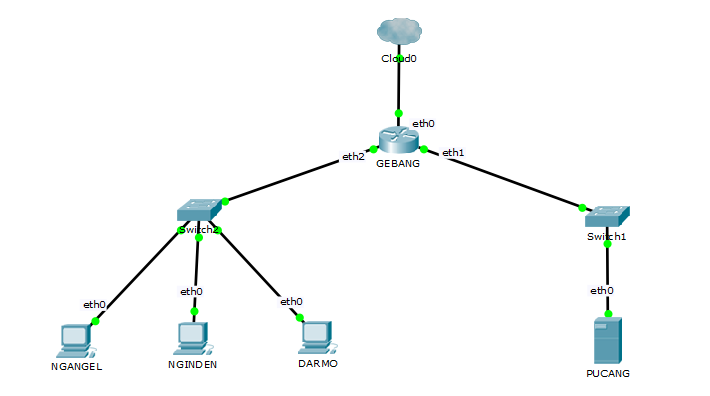 Cloud0
eth0
GEBANG
eth2
eth1
Switch2
Switch1
eth0
eth0
eth0
eth0
NGANGEL
NGINDEN
DARMO
PUCANG